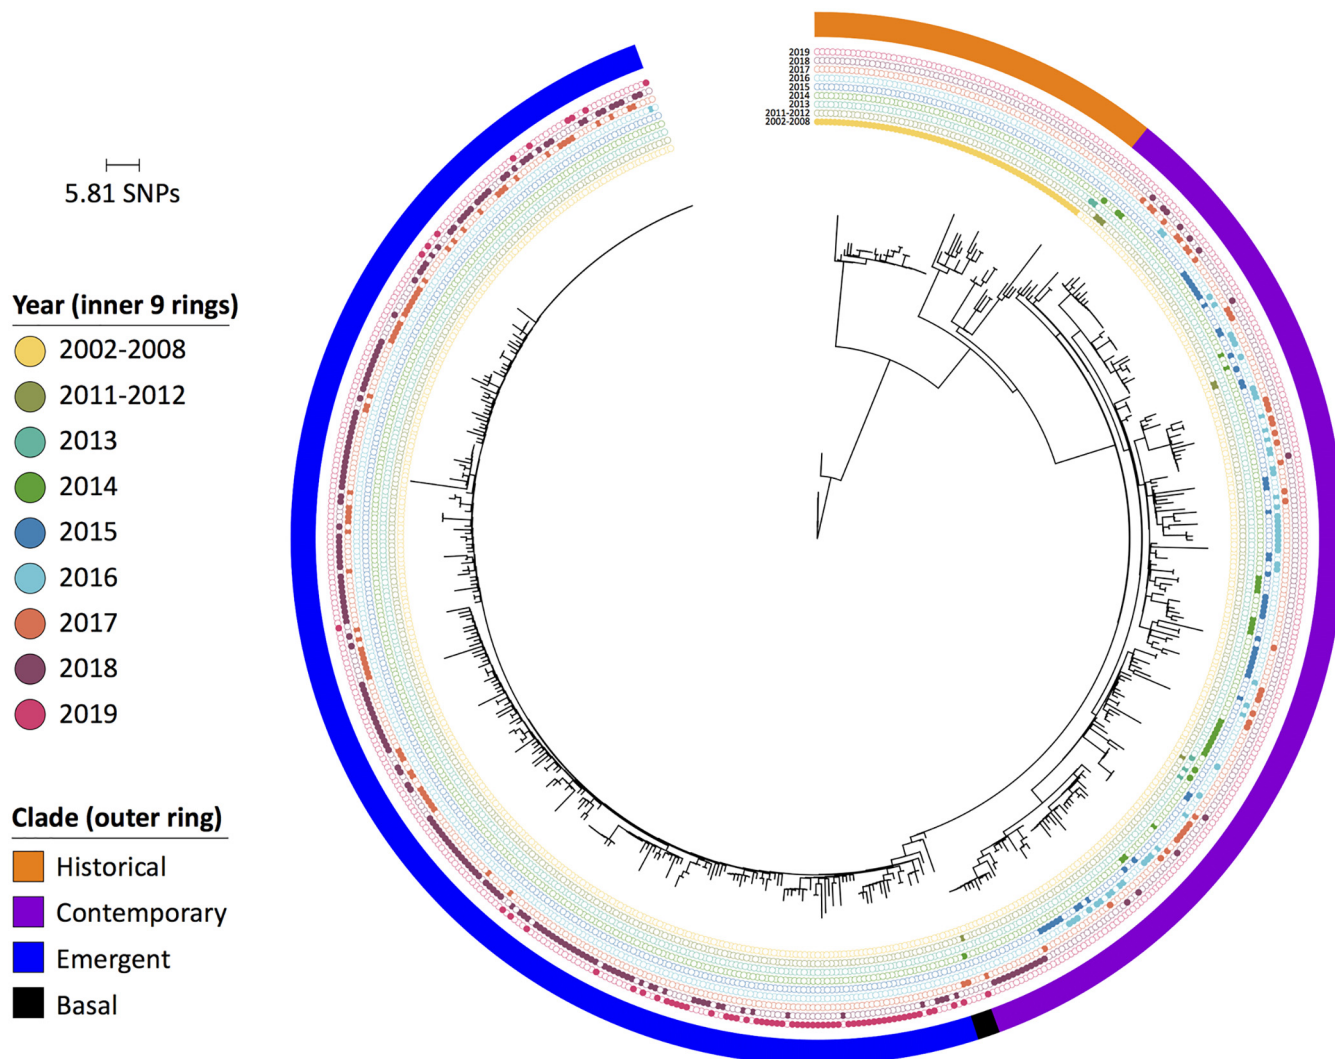 2019
2018
2017
2016
2015
2014
2013
2011-2012
2002-2008
5.81 SNPs
Year (inner 9 rings)
2002-2008
2011-2012
2013
2014
2015
2016
2017
2018
2019
Clade (outer ring)
Historical
Contemporary
Emergent
Basal